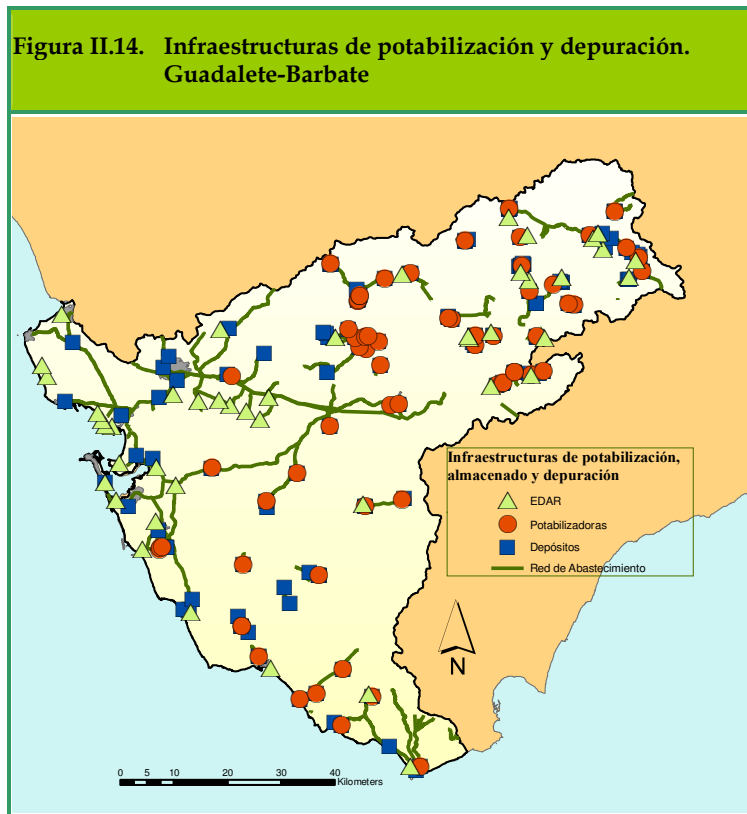 Figura II.14. Infraestructuras de potabilización y depuración.
Guadalete-Barbate
Infraestructuras de potabilización,
almacenado y depuración
EDAR
Potabilizadoras
Depósitos
Red de Abastecimiento
N
0 5 10 20 30 40
Kilometers